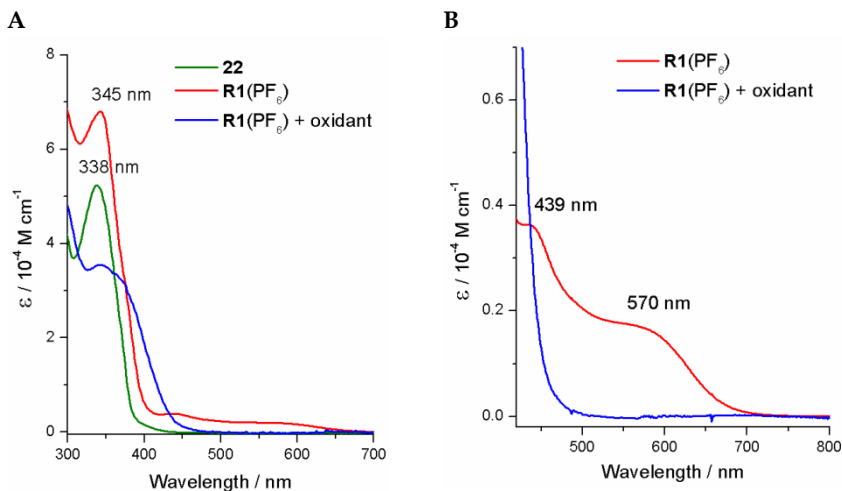 A
8
6
4
2
0
ε / 10⁻⁴ M cm⁻¹
345 nm
338 nm
22
R1(PF₆)
R1(PF₆) + oxidant
300 400 500 600 700
Wavelength / nm
B
0.6
0.4
0.2
0.0
ε / 10⁻⁴ M cm⁻¹
R1(PF₆)
R1(PF₆) + oxidant
439 nm
570 nm
500 600 700 800
Wavelength / nm